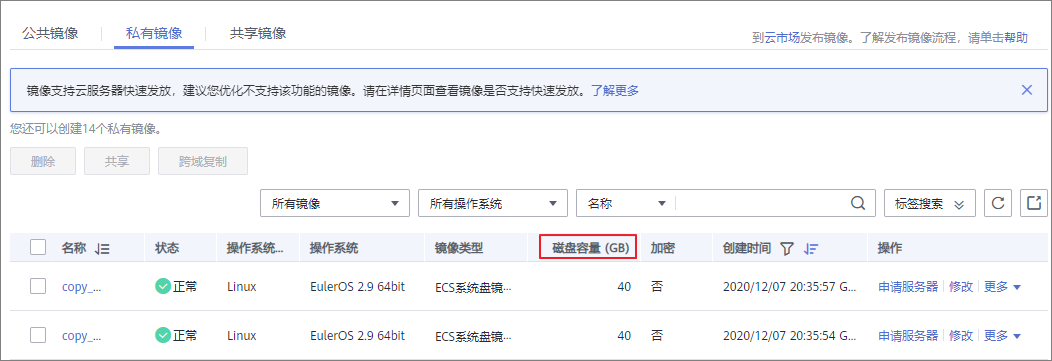 公共镜像 私有镜像 共享镜像
到云市场发布镜像。了解发布镜像流程，请单击帮助
镜像支持云服务器快速发放，建议您优化不支持该功能的镜像。请在详情页面查看镜像是否支持快速发放。了解更多
您还可以创建14个私有镜像。
删除 共享 跨域复制
所有镜像 所有操作系统 名称 标签搜索
名称 状态 操作系统... 操作系统 镜像类型 磁盘容量 (GB) 加密 创建时间 操作
copy_... 正常 Linux EulerOS 2.9 64bit ECS系统盘镜... 40 否 2020/12/07 20:35:57 G... 申请服务器 修改 更多
copy_... 正常 Linux EulerOS 2.9 64bit ECS系统盘镜... 40 否 2020/12/07 20:35:54 G... 申请服务器 修改 更多